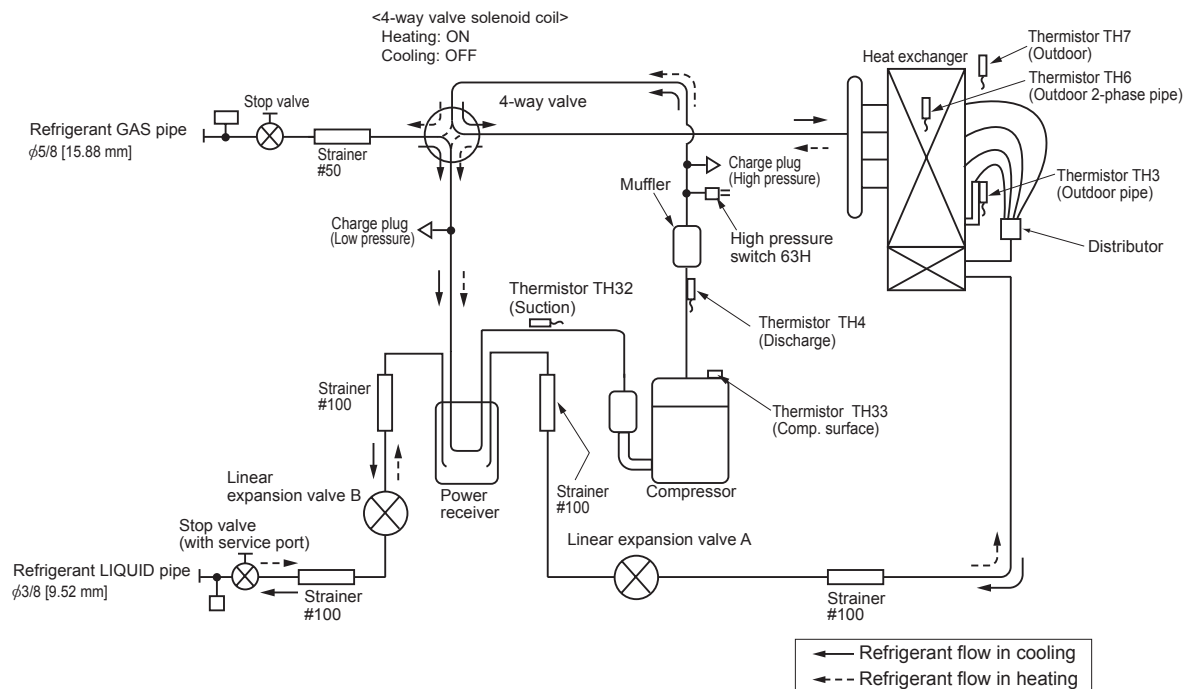 <4-way valve solenoid coil>
Heating: ON
Cooling: OFF
Heat exchanger
Thermistor TH7
(Outdoor)
Thermistor TH6
(Outdoor 2-phase pipe)
Stop valve
4-way valve
Refrigerant GAS pipe
ϕ5/8 [15.88 mm]
Strainer
#50
Charge plug
(High pressure)
Thermistor TH3
(Outdoor pipe)
Muffler
Charge plug
(Low pressure)
High pressure
switch 63H
Distributor
Thermistor TH32
(Suction)
Thermistor TH4
(Discharge)
Strainer
#100
Thermistor TH33
(Comp. surface)
Linear
expansion valve B
Power
receiver
Strainer
#100
Compressor
Stop valve
(with service port)
Linear expansion valve A
Refrigerant LIQUID pipe
ϕ3/8 [9.52 mm]
Strainer
#100
Strainer
#100
Refrigerant flow in cooling
Refrigerant flow in heating